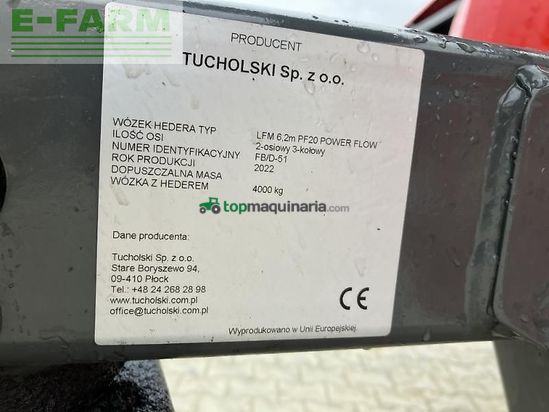 E-FARM
PRODUCENT
TUCHOLSKI Sp. z o.o.
WÓZEK HEDERA TYP LFM 6,2m PF20 POWER FLOW
ILOŚĆ OSI 2-osiowy 3-kołowy
NUMER IDENTYFIKACYJNY FB/D-51
ROK PRODUKCJI 2022
DOPUSZCZALNA MASA
WÓZKA Z HEDEREM 4000 kg
topmaquinaria.com
Dane producenta:
Tucholski Sp. z o.o.
Stare Boryszewo 94,
09-410 Płock
Tel.: +48 24 268 28 98
www.tucholski.com.pl
office@tucholski.com.pl
CE
Wyprodukowano w Unii Europejskiej.